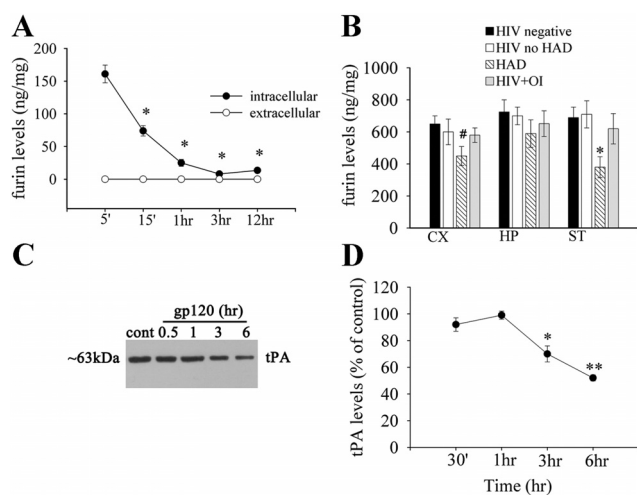 A
furin levels (ng/mg)
200
150
100
50
0
* * * *
intracellular
extracellular
5' 15' 1hr 3hr 12hr
B
HIV negative
HIV no HAD
HAD
HIV+OI
furin levels (ng/mg)
1000
800
600
400
200
0
# *
CX HP ST
C
gp120 (hr)
cont 0.5 1 3 6
~63kDa tPA
D
tPA levels (% of control)
120
100
80
60
40
20
0
* **
30' 1hr 3hr 6hr
Time (hr)